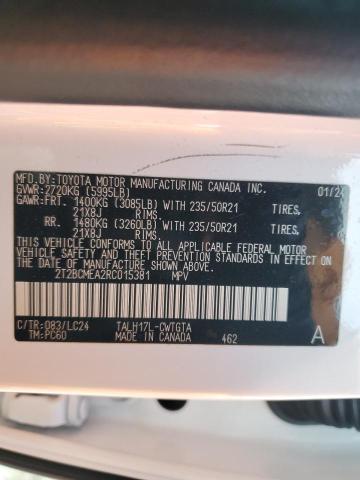 MFD.BY:TOYOTA MOTOR MANUFACTURING CANADA INC. 01/24
GVWR:2720KG (5995LB)
GAWR:FRT. 1400KG (3085LB) WITH 235/50R21 TIRES,
21X8J RIMS.
RR. 1480KG (3260LB) WITH 235/50R21 TIRES,
21X8J RIMS.
THIS VEHICLE CONFORMS TO ALL APPLICABLE FEDERAL MOTOR
VEHICLE SAFETY, BUMPER, AND THEFT PREVENTION STANDARDS IN EFFECT
ON THE DATE OF MANUFACTURE SHOWN ABOVE.
2T2BCMEA2RC015381 MPV
C/TR:083/LC24 TALH17L-CWTGTA A
TM:PC60 MADE IN CANADA 462